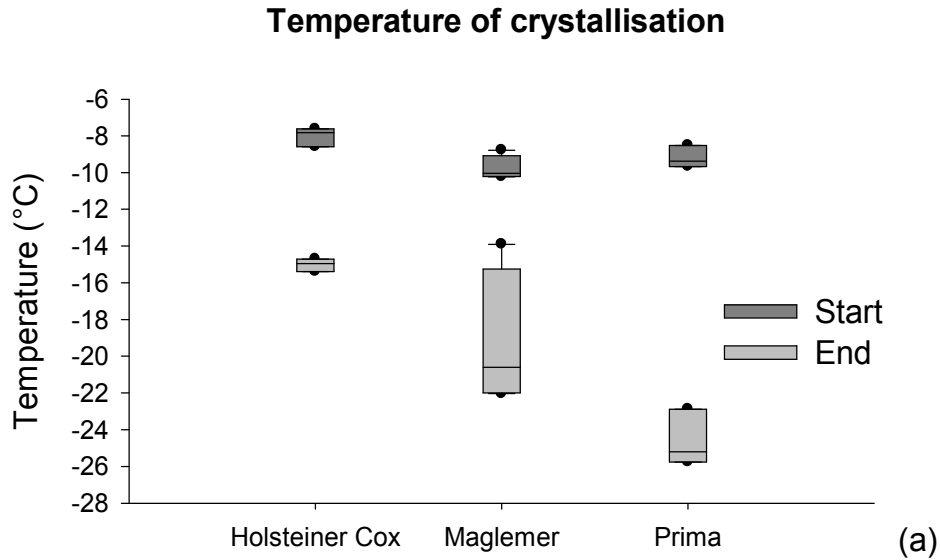 Temperature of crystallisation
Temperature (°C)
-6
-8
-10
-12
-14
-16
-18
-20
-22
-24
-26
-28
Start
End
Holsteiner Cox Maglemer Prima
(a)